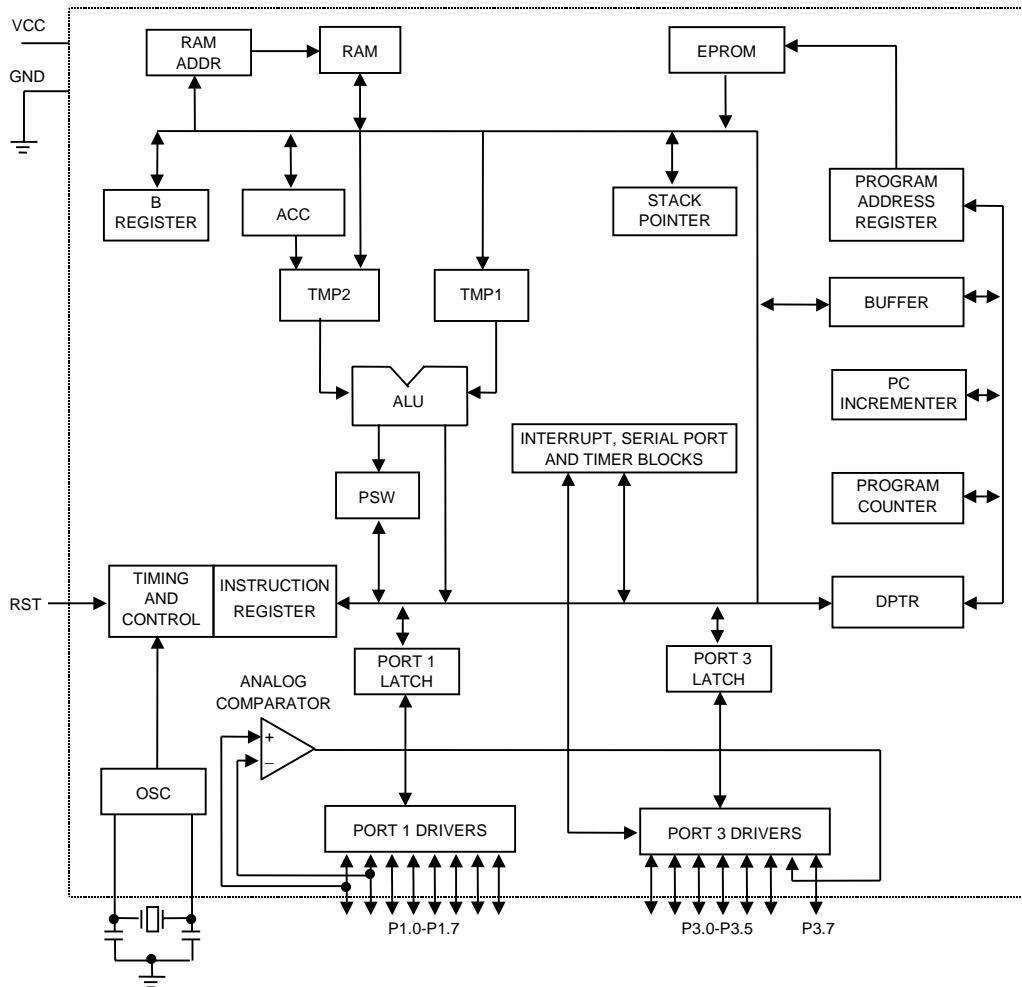 VCC
GND
RAM
ADDR
RAM
EPROM
B
REGISTER
ACC
STACK
POINTER
PROGRAM
ADDRESS
REGISTER
TMP2
TMP1
BUFFER
ALU
PC
INCREMENTER
INTERRUPT, SERIAL PORT
AND TIMER BLOCKS
PSW
PROGRAM
COUNTER
RST
TIMING
AND
CONTROL
INSTRUCTION
REGISTER
DPTR
PORT 1
LATCH
PORT 3
LATCH
ANALOG
COMPARATOR
+
−
OSC
PORT 1 DRIVERS
PORT 3 DRIVERS
P1.0-P1.7
P3.0-P3.5
P3.7